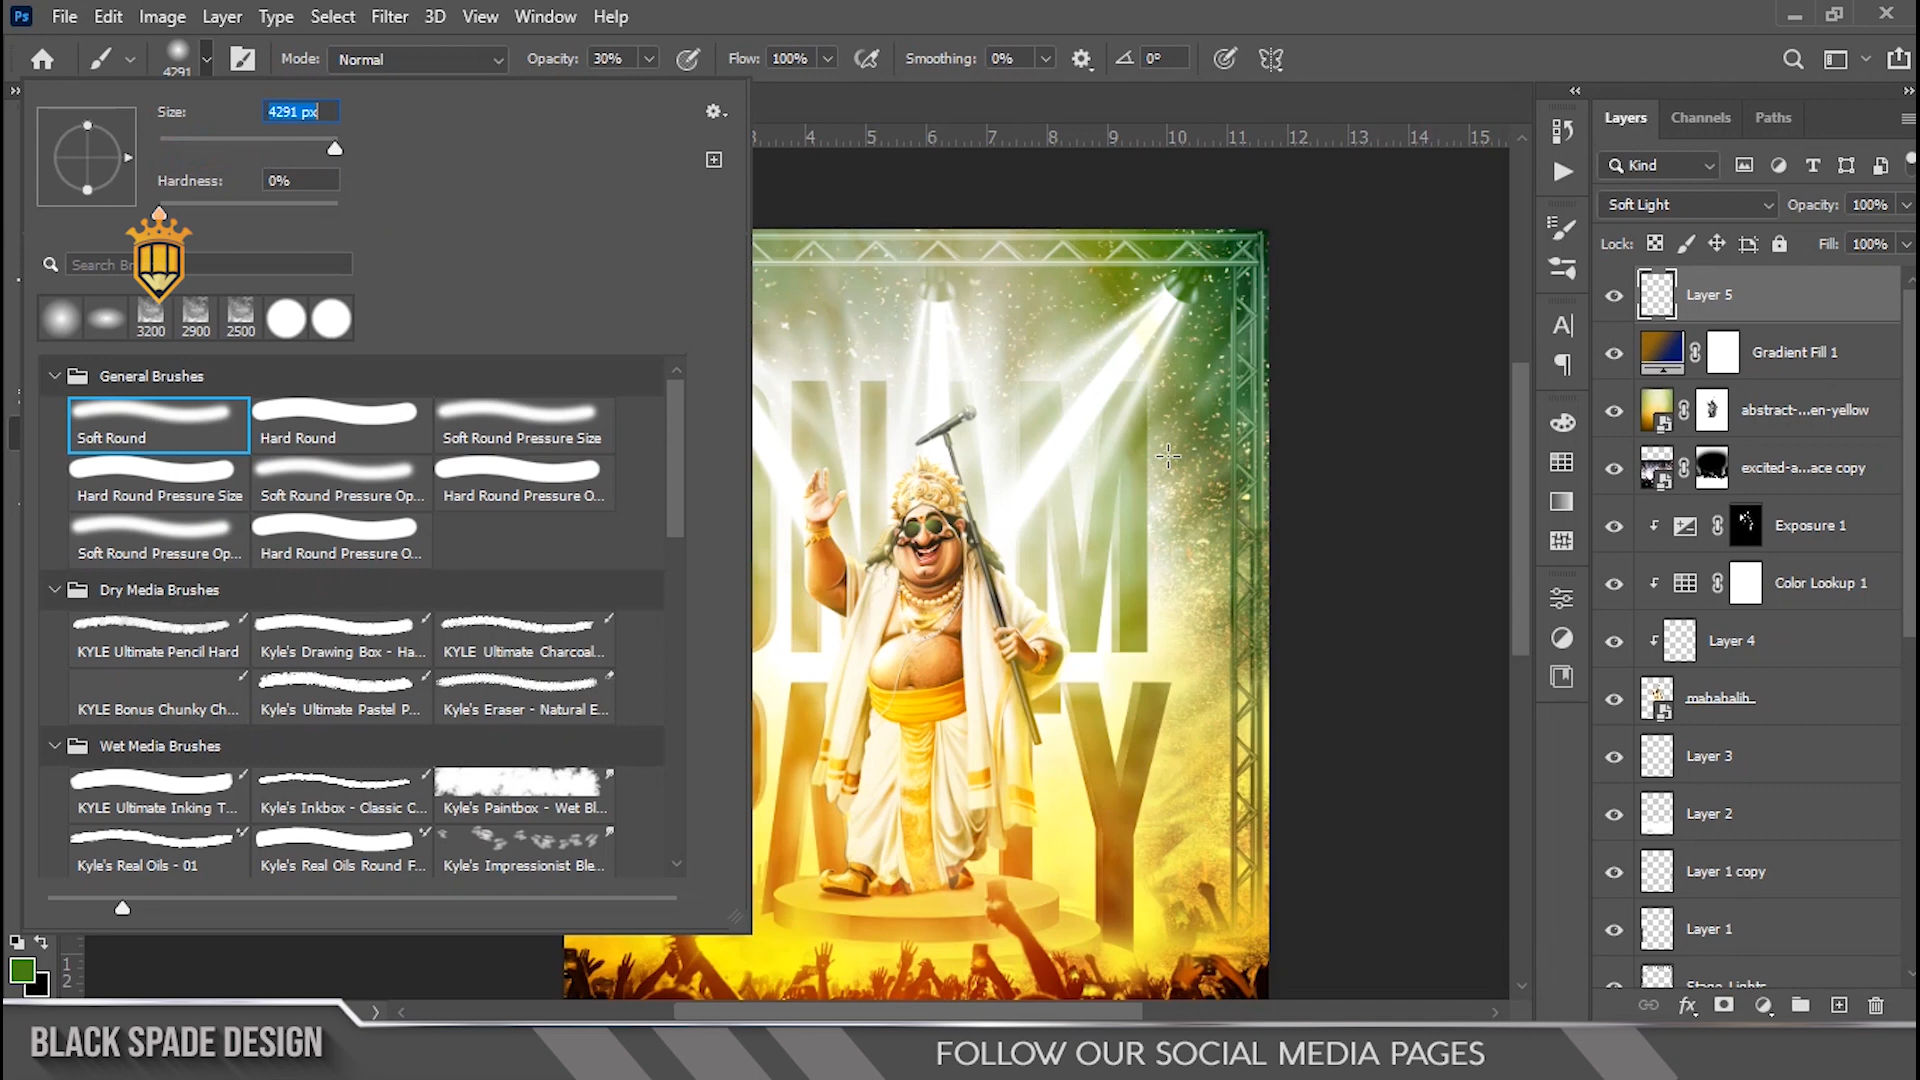 Ps File Edit Image Layer Type Select Filter 3D View Window Help
4291 Mode: Normal Opacity: 30% Flow: 100% Smoothing: 0% 0°
Size: 4291 px
Hardness: 0%
3200 2900 2500
General Brushes
Soft Round Hard Round Soft Round Pressure Size
Hard Round Pressure Size Soft Round Pressure Op... Hard Round Pressure O...
Soft Round Pressure Op... Hard Round Pressure O...
Dry Media Brushes
KYLE Ultimate Pencil Hard Kyle's Drawing Box - Ha... KYLE Ultimate Charcoal...
KYLE Bonus Chunky Ch... Kyle's Ultimate Pastel P... Kyle's Eraser - Natural E...
Wet Media Brushes
KYLE Ultimate Inking T... Kyle's Inkbox - Classic C... Kyle's Paintbox - Wet Bl...
Kyle's Real Oils - 01 Kyle's Real Oils Round F... Kyle's Impressionist Ble...
4 5 6 7 8 9 10 11 12 13 14 15
1
2
Layers Channels Paths
Kind
Soft Light Opacity: 100%
Lock: Fill: 100%
Layer 5
Gradient Fill 1
abstract-...en-yellow
excited-a...ace copy
Exposure 1
Color Lookup 1
Layer 4
mahabalih
Layer 3
Layer 2
Layer 1 copy
Layer 1
Stage Lights
fx
BLACK SPADE DESIGN
FOLLOW OUR SOCIAL MEDIA PAGES